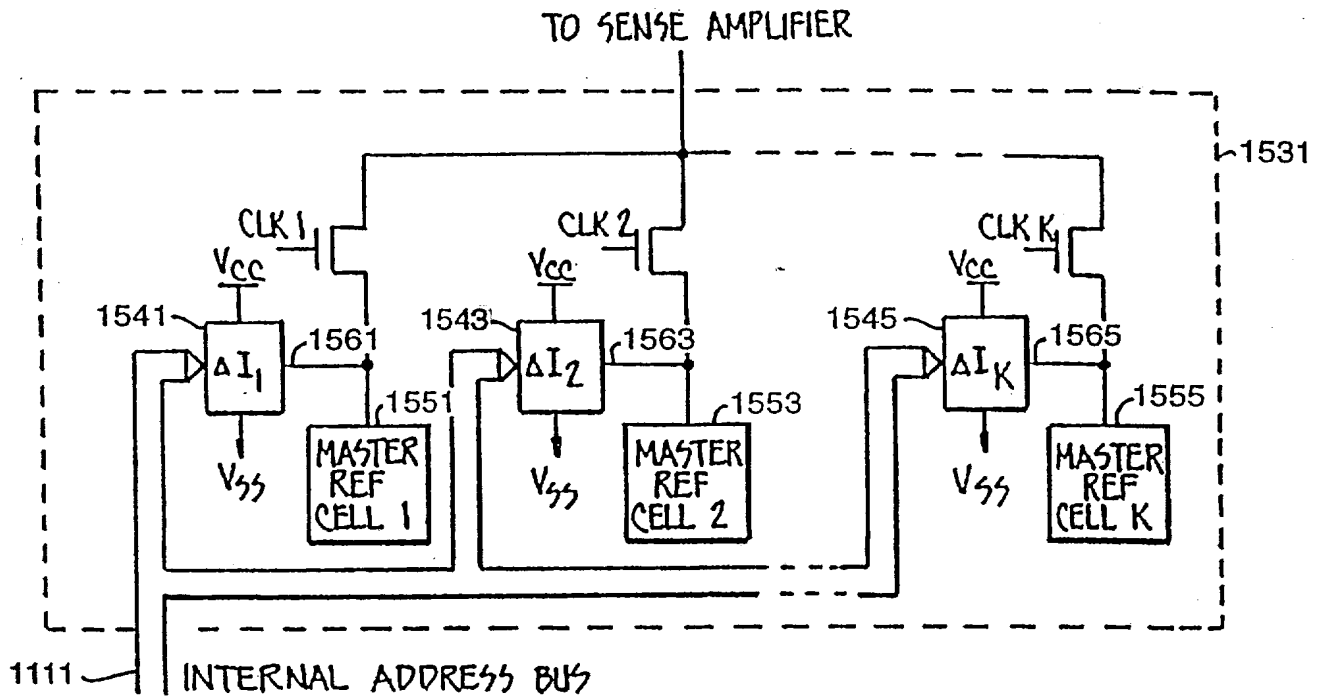 TO SENSE AMPLIFIER
1531
CLK 1
CLK 2
CLK K
VCC
VCC
VCC
1541
1561
1543
1563
1545
1565
ΔI1
ΔI2
ΔIK
1551
1553
1555
VSS
VSS
VSS
MASTER
REF
CELL 1
MASTER
REF
CELL 2
MASTER
REF
CELL K
1111
INTERNAL ADDRESS BUS